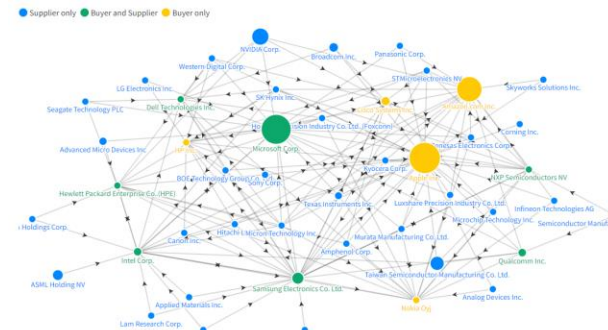 Supplier only Buyer and Supplier Buyer only
NVIDIA Corp.
Broadcom Inc.
Panasonic Corp.
Western Digital Corp.
STMicroelectronics NV
LG Electronics Inc.
SK Hynix Inc.
Skyworks Solutions Inc.
Seagate Technology PLC
Dell Technologies Inc.
Industry Co. Ltd. (Foxconn)
Corning Inc.
Advanced Micro Devices Inc
Microsoft Corp.
Electronics Corp.
Kyocera Corp.
NXP Semiconductors NV
BOE Technology Group Co. Ltd.
Sony Corp.
Hewlett Packard Enterprise Co. (HPE)
Texas Instruments Inc.
Luxshare Precision Industry Co. Ltd.
Infineon Technologies AG
Microchip Technology Inc.
Holdings Corp.
Hitachi
Micron Technology Inc.
Semiconductor
Canon Inc.
Murata Manufacturing Co. Ltd.
Amphenol Corp.
Intel Corp.
Qualcomm Inc.
ASML Holding NV
Taiwan Semiconductor Manufacturing Co. Ltd.
Samsung Electronics Co. Ltd.
Applied Materials Inc.
Analog Devices Inc.
Nokia Oyj
Lam Research Corp.